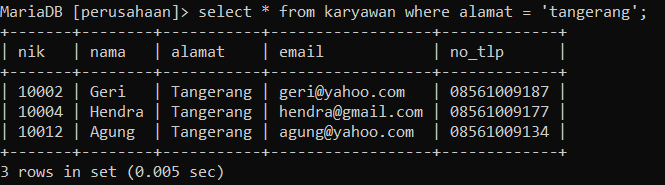 MariaDB [perusahaan]> select * from karyawan where alamat = 'tangerang';
+-------+--------+-----------+------------------+-------------+
| nik   | nama   | alamat    | email            | no_tlp      |
+-------+--------+-----------+------------------+-------------+
| 10002 | Geri   | Tangerang | geri@yahoo.com   | 08561009187 |
| 10004 | Hendra | Tangerang | hendra@gmail.com | 08561009177 |
| 10012 | Agung  | Tangerang | agung@yahoo.com  | 08561009134 |
+-------+--------+-----------+------------------+-------------+
3 rows in set (0.005 sec)